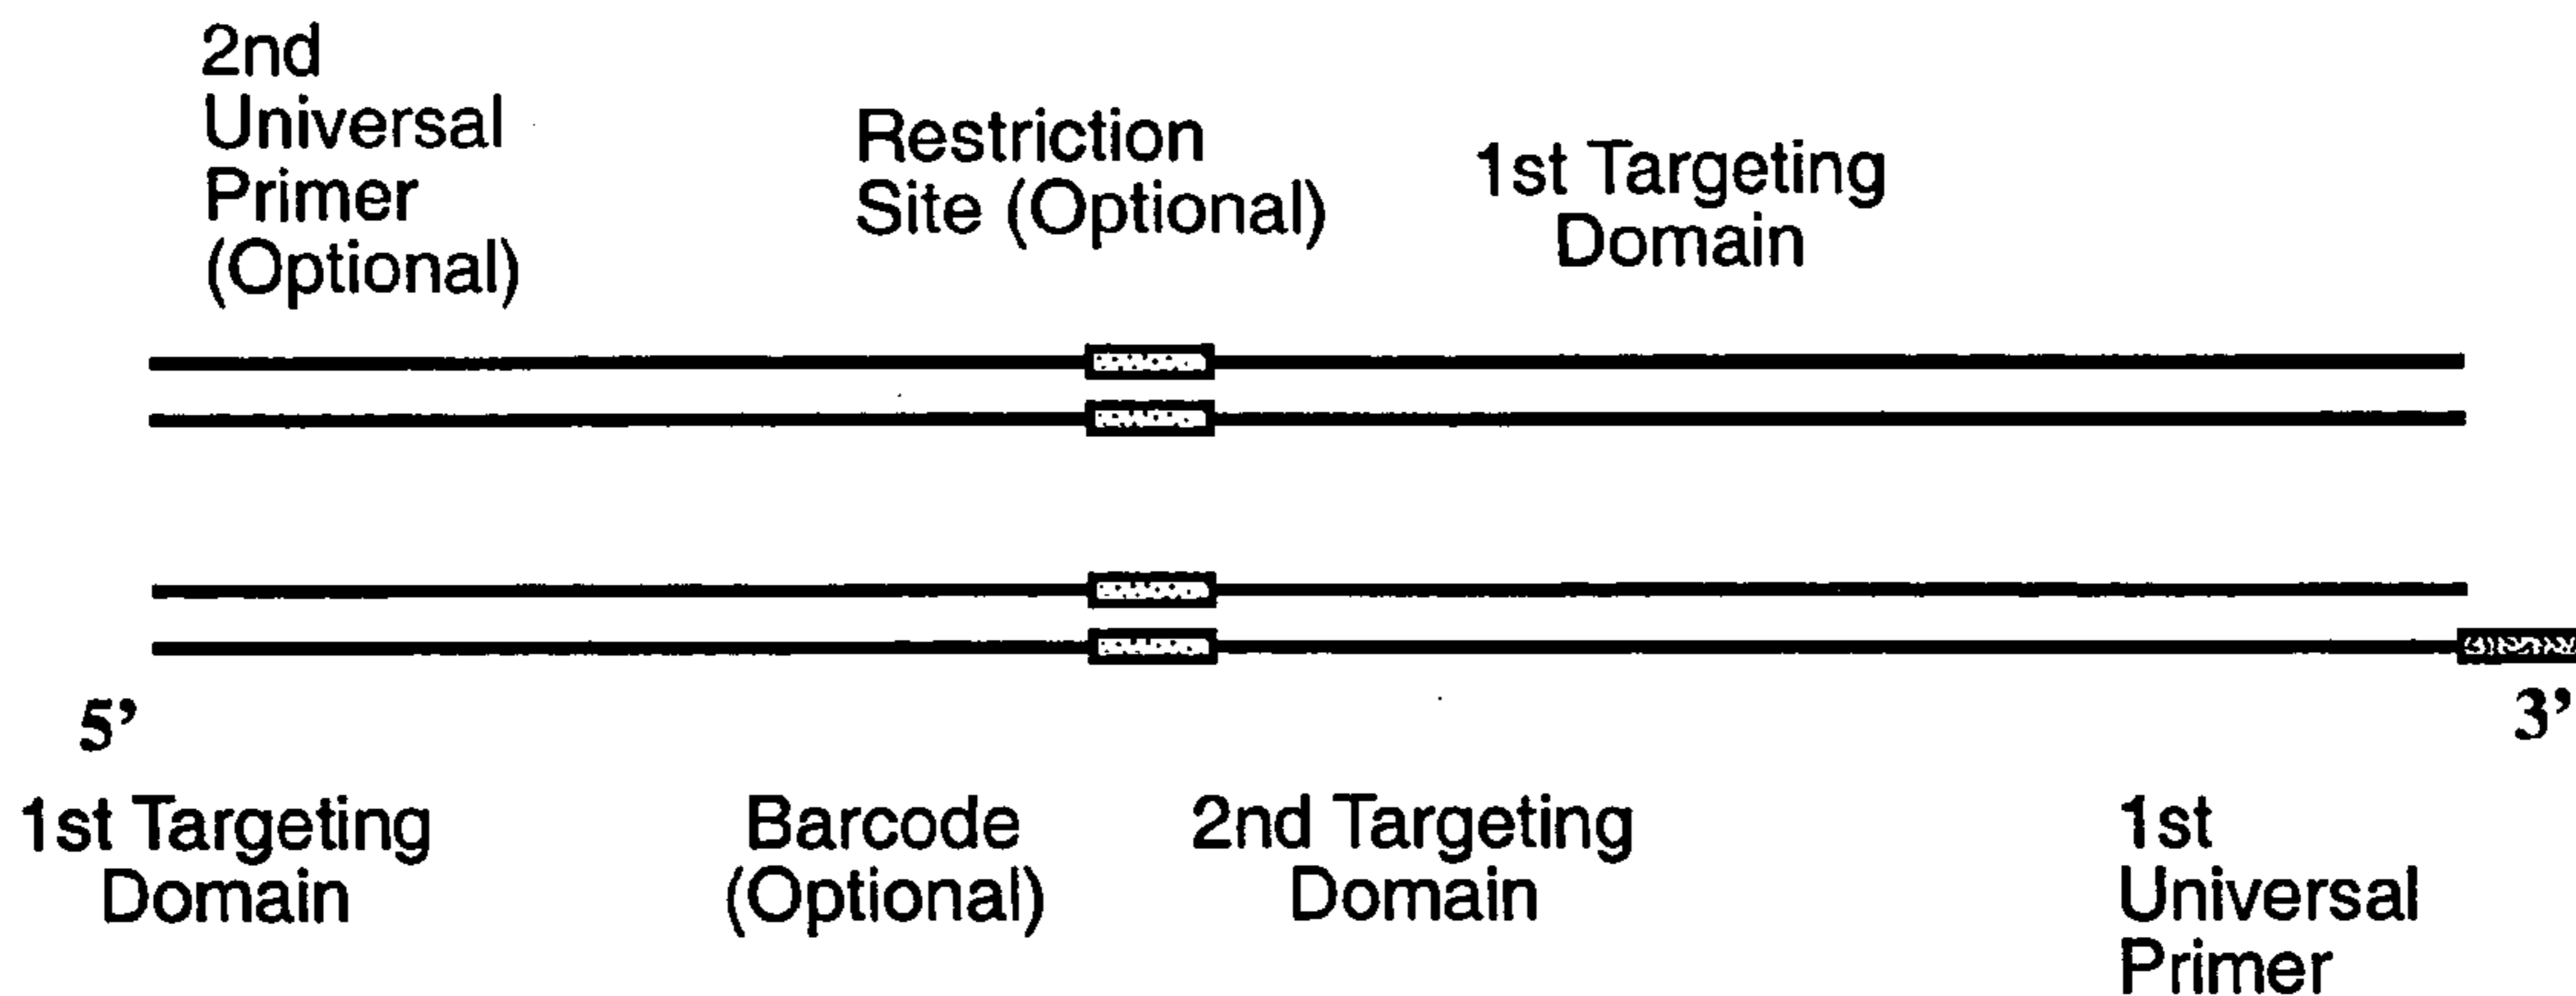 2nd
Universal
Primer
(Optional)
Restriction
Site (Optional)
1st Targeting
Domain
5’
3’
1st Targeting
Domain
Barcode
(Optional)
2nd Targeting
Domain
1st
Universal
Primer